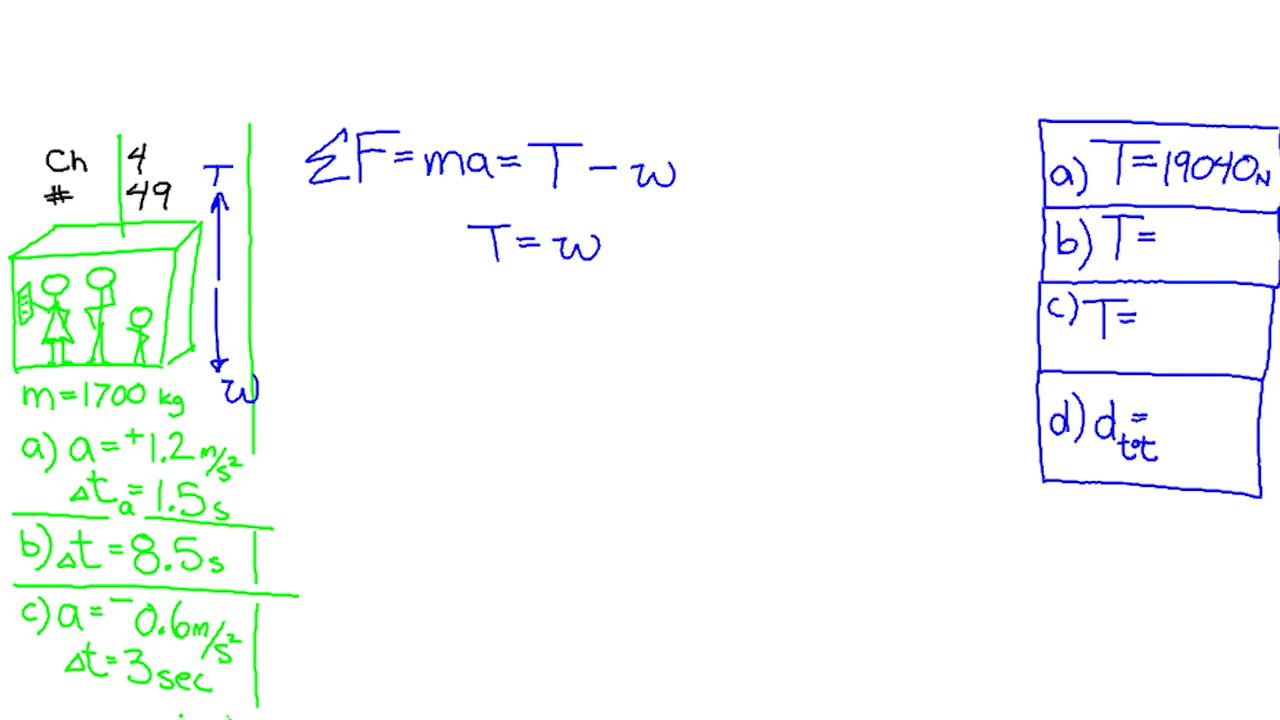 Ch 4
# 49
T
w
m=1700 kg
a) a=+1.2 m/s²
Δtₐ=1.5s
b) Δt=8.5s
c) a=-0.6m/s²
Δt=3sec
ΣF=ma=T-w
T=w
a) T=19040N
b) T=
c) T=
d) d_tot=